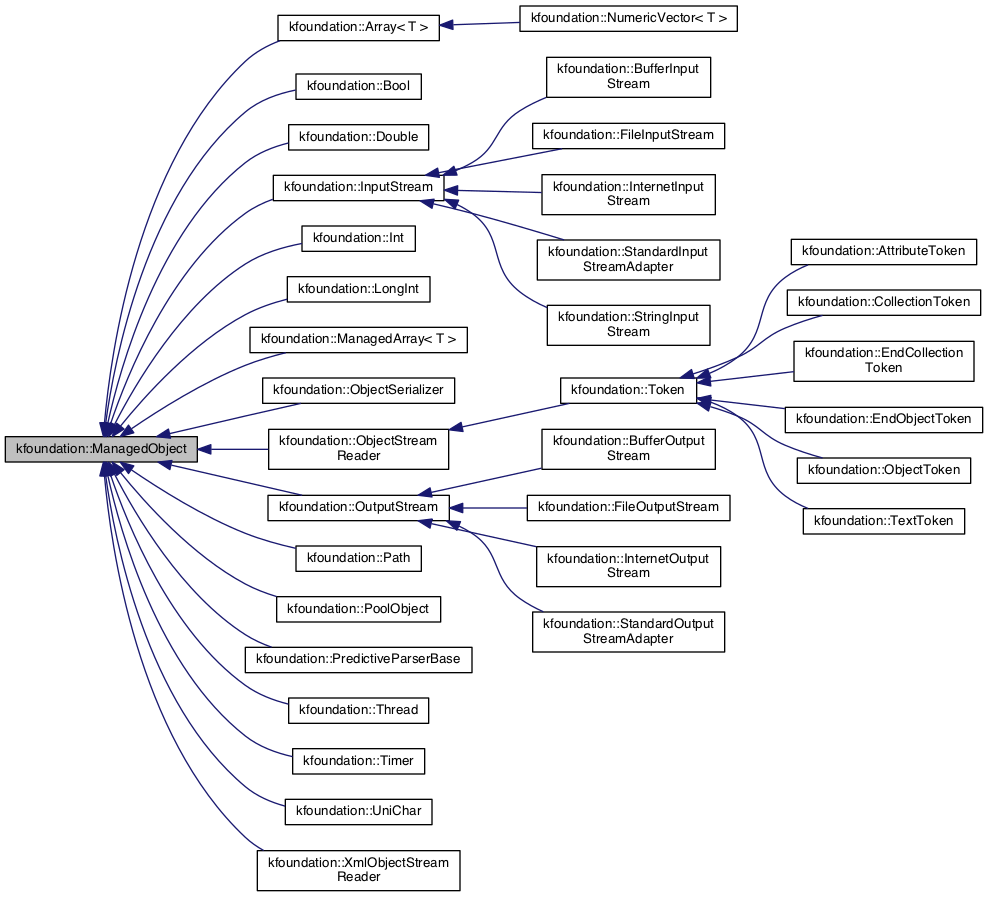 kfoundation::ManagedObject
kfoundation::Array< T >
kfoundation::Bool
kfoundation::Double
kfoundation::InputStream
kfoundation::Int
kfoundation::LongInt
kfoundation::ManagedArray< T >
kfoundation::ObjectSerializer
kfoundation::ObjectStream
Reader
kfoundation::OutputStream
kfoundation::Path
kfoundation::PoolObject
kfoundation::PredictiveParserBase
kfoundation::Thread
kfoundation::Timer
kfoundation::UniChar
kfoundation::XmlObjectStream
Reader
kfoundation::NumericVector< T >
kfoundation::BufferInput
Stream
kfoundation::FileInputStream
kfoundation::InternetInput
Stream
kfoundation::StandardInput
StreamAdapter
kfoundation::StringInput
Stream
kfoundation::Token
kfoundation::BufferOutput
Stream
kfoundation::FileOutputStream
kfoundation::InternetOutput
Stream
kfoundation::StandardOutput
StreamAdapter
kfoundation::AttributeToken
kfoundation::CollectionToken
kfoundation::EndCollection
Token
kfoundation::EndObjectToken
kfoundation::ObjectToken
kfoundation::TextToken